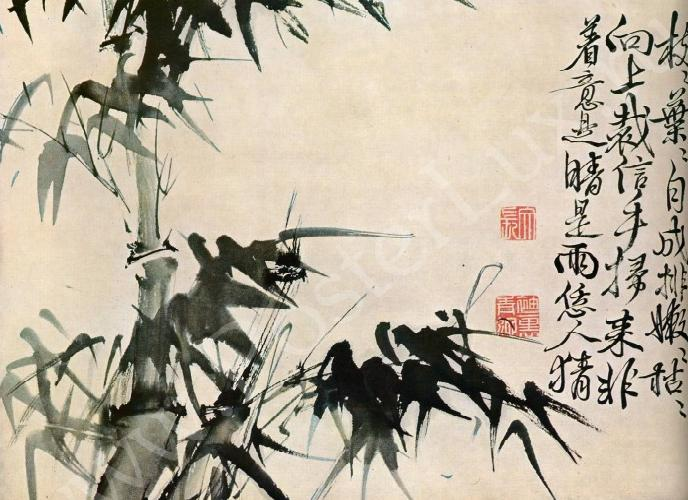 枝〻葉〻自成排嫩〻枯〻
向上裁信手掃来非
着意是晴是雨恁人猜